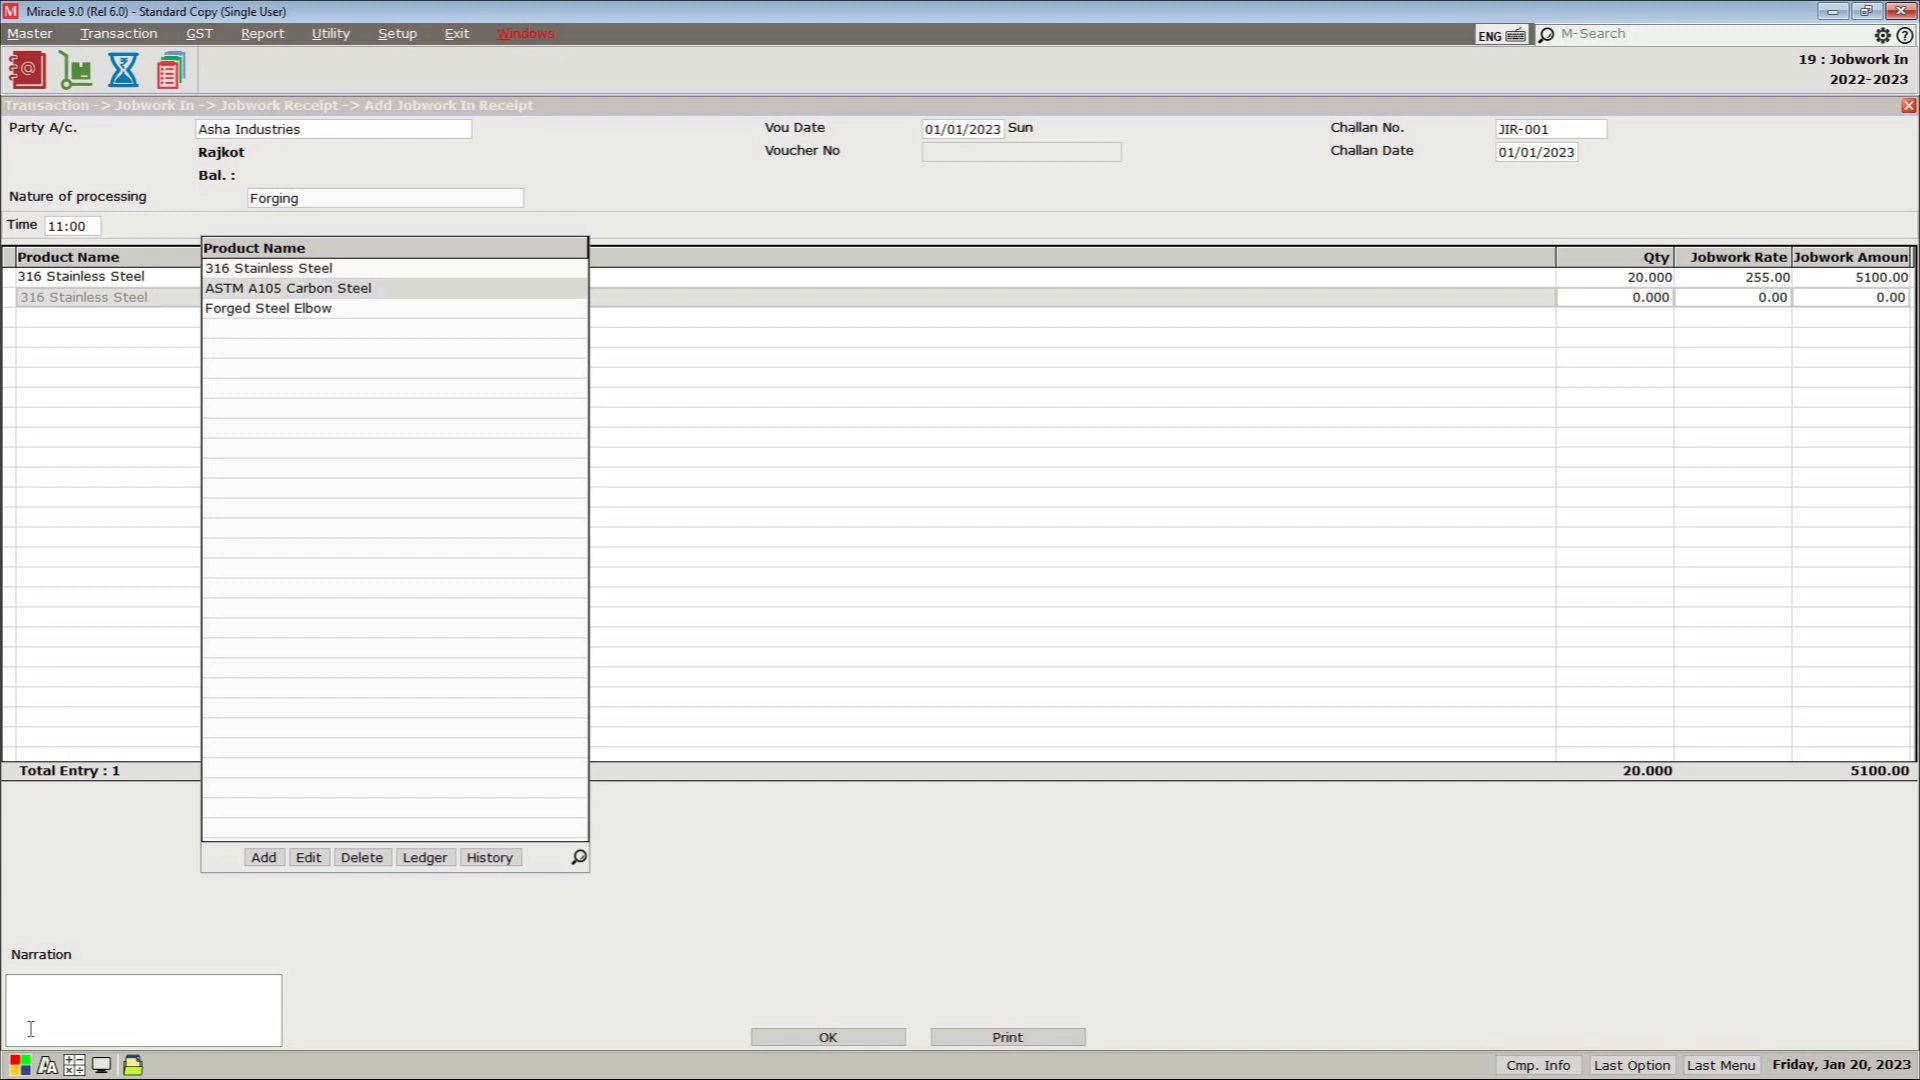 Miracle 9.0 (Rel 6.0) - Standard Copy (Single User)
Master Transaction GST Report Utility Setup Exit Windows ENG M-Search
19 : Jobwork In
2022-2023
Transaction -> Jobwork In -> Jobwork Receipt -> Add Jobwork In Receipt
Party A/c. Asha Industries Vou Date 01/01/2023 Sun Challan No. JIR-001
Rajkot Voucher No Challan Date 01/01/2023
Bal. :
Nature of processing Forging
Time 11:00
Product Name Qty Jobwork Rate Jobwork Amoun
316 Stainless Steel 20.000 255.00 5100.00
316 Stainless Steel 0.000 0.00 0.00
Product Name
316 Stainless Steel
ASTM A105 Carbon Steel
Forged Steel Elbow
Total Entry : 1 20.000 5100.00
Add Edit Delete Ledger History
Narration
OK Print
Cmp. Info Last Option Last Menu Friday, Jan 20, 2023